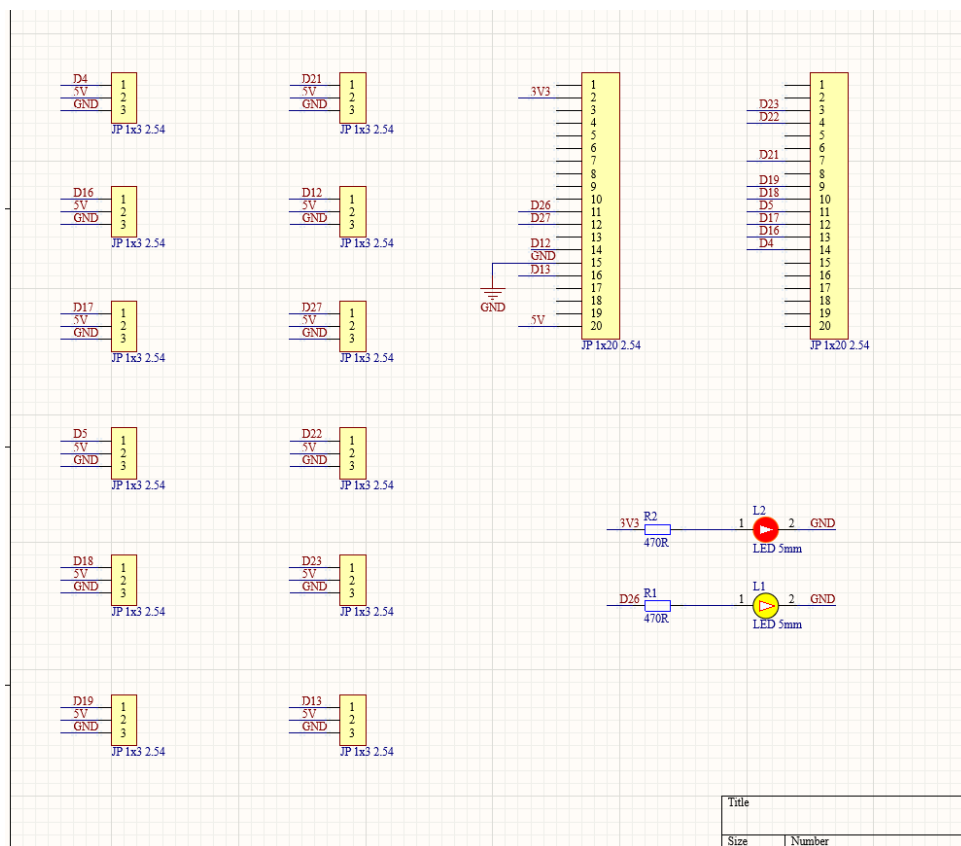 D4
5V
GND
1
2
3
JP 1x3 2.54
D16
5V
GND
1
2
3
JP 1x3 2.54
D17
5V
GND
1
2
3
JP 1x3 2.54
D5
5V
GND
1
2
3
JP 1x3 2.54
D18
5V
GND
1
2
3
JP 1x3 2.54
D19
5V
GND
1
2
3
JP 1x3 2.54
D21
5V
GND
1
2
3
JP 1x3 2.54
D12
5V
GND
1
2
3
JP 1x3 2.54
D27
5V
GND
1
2
3
JP 1x3 2.54
D22
5V
GND
1
2
3
JP 1x3 2.54
D23
5V
GND
1
2
3
JP 1x3 2.54
D13
5V
GND
1
2
3
JP 1x3 2.54
1
3V3 2
3
4
5
6
7
8
9
10
D26 11
D27 12
13
D12 14
GND 15
D13 16
17
18
19
5V 20
GND
JP 1x20 2.54
1
2
D23 3
D22 4
5
6
D21 7
8
D19 9
D18 10
D5 11
D17 12
D16 13
D4 14
15
16
17
18
19
20
JP 1x20 2.54
3V3 R2 470R 1 L2 2 GND
LED 5mm
D26 R1 470R 1 L1 2 GND
LED 5mm
Title
Size Number